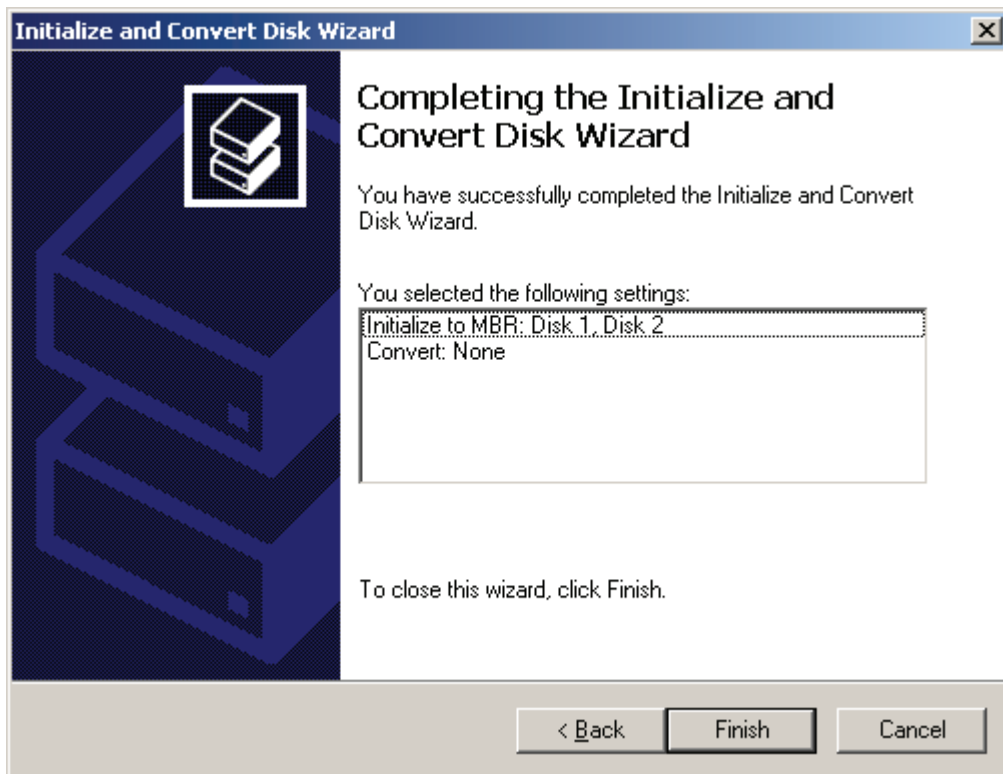 Initialize and Convert Disk Wizard
Completing the Initialize and
Convert Disk Wizard
You have successfully completed the Initialize and Convert
Disk Wizard.
You selected the following settings:
Initialize to MBR: Disk 1, Disk 2
Convert: None
To close this wizard, click Finish.
< Back Finish Cancel